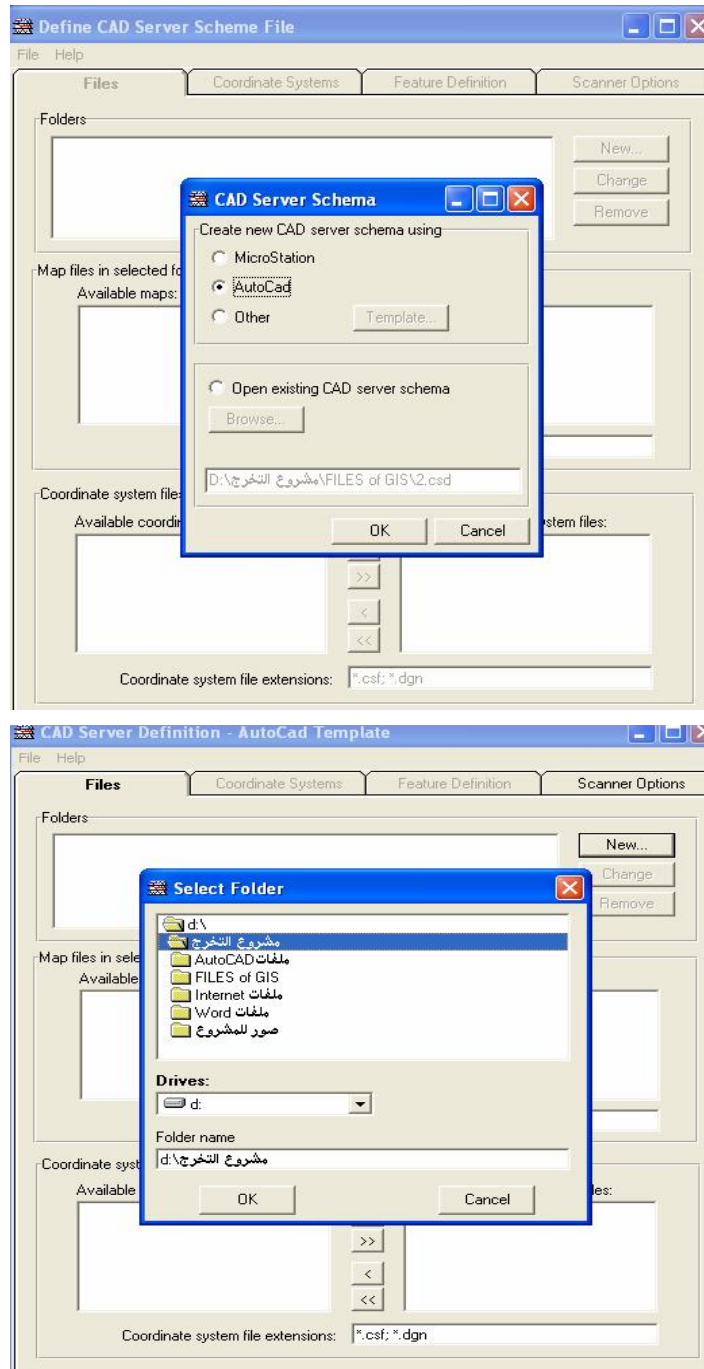 Define CAD Server Scheme File
File Help
Files Coordinate Systems Feature Definition Scanner Options
Folders
New...
Change
Remove
CAD Server Schema
Create new CAD server schema using
MicroStation
AutoCad
Other Template...
Open existing CAD server schema
Browse...
D:\مشروع التخرج\FILES of GIS\2.csd
OK Cancel
Map files in selected fo
Available maps:
Coordinate system file
Available coordi
stem files:
>>
<
<<
Coordinate system file extensions: *.csf; *.dgn
CAD Server Definition - AutoCad Template
File Help
Files Coordinate Systems Feature Definition Scanner Options
Folders
New...
Change
Remove
Select Folder
d:\
مشروع التخرج
ملفات AutoCAD
FILES of GIS
ملفات Internet
ملفات Word
صور للمشروع
Drives:
d:
Folder name
d:\مشروع التخرج
OK Cancel
Map files in sele
Available
Coordinate syst
Available
les:
>>
<
<<
Coordinate system file extensions: *.csf; *.dgn